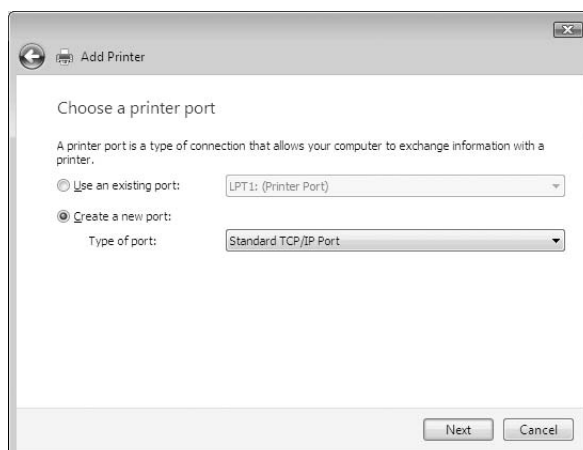 Add Printer
Choose a printer port
A printer port is a type of connection that allows your computer to exchange information with a
printer.
Use an existing port: LPT1: (Printer Port)
Create a new port:
Type of port: Standard TCP/IP Port
Next Cancel